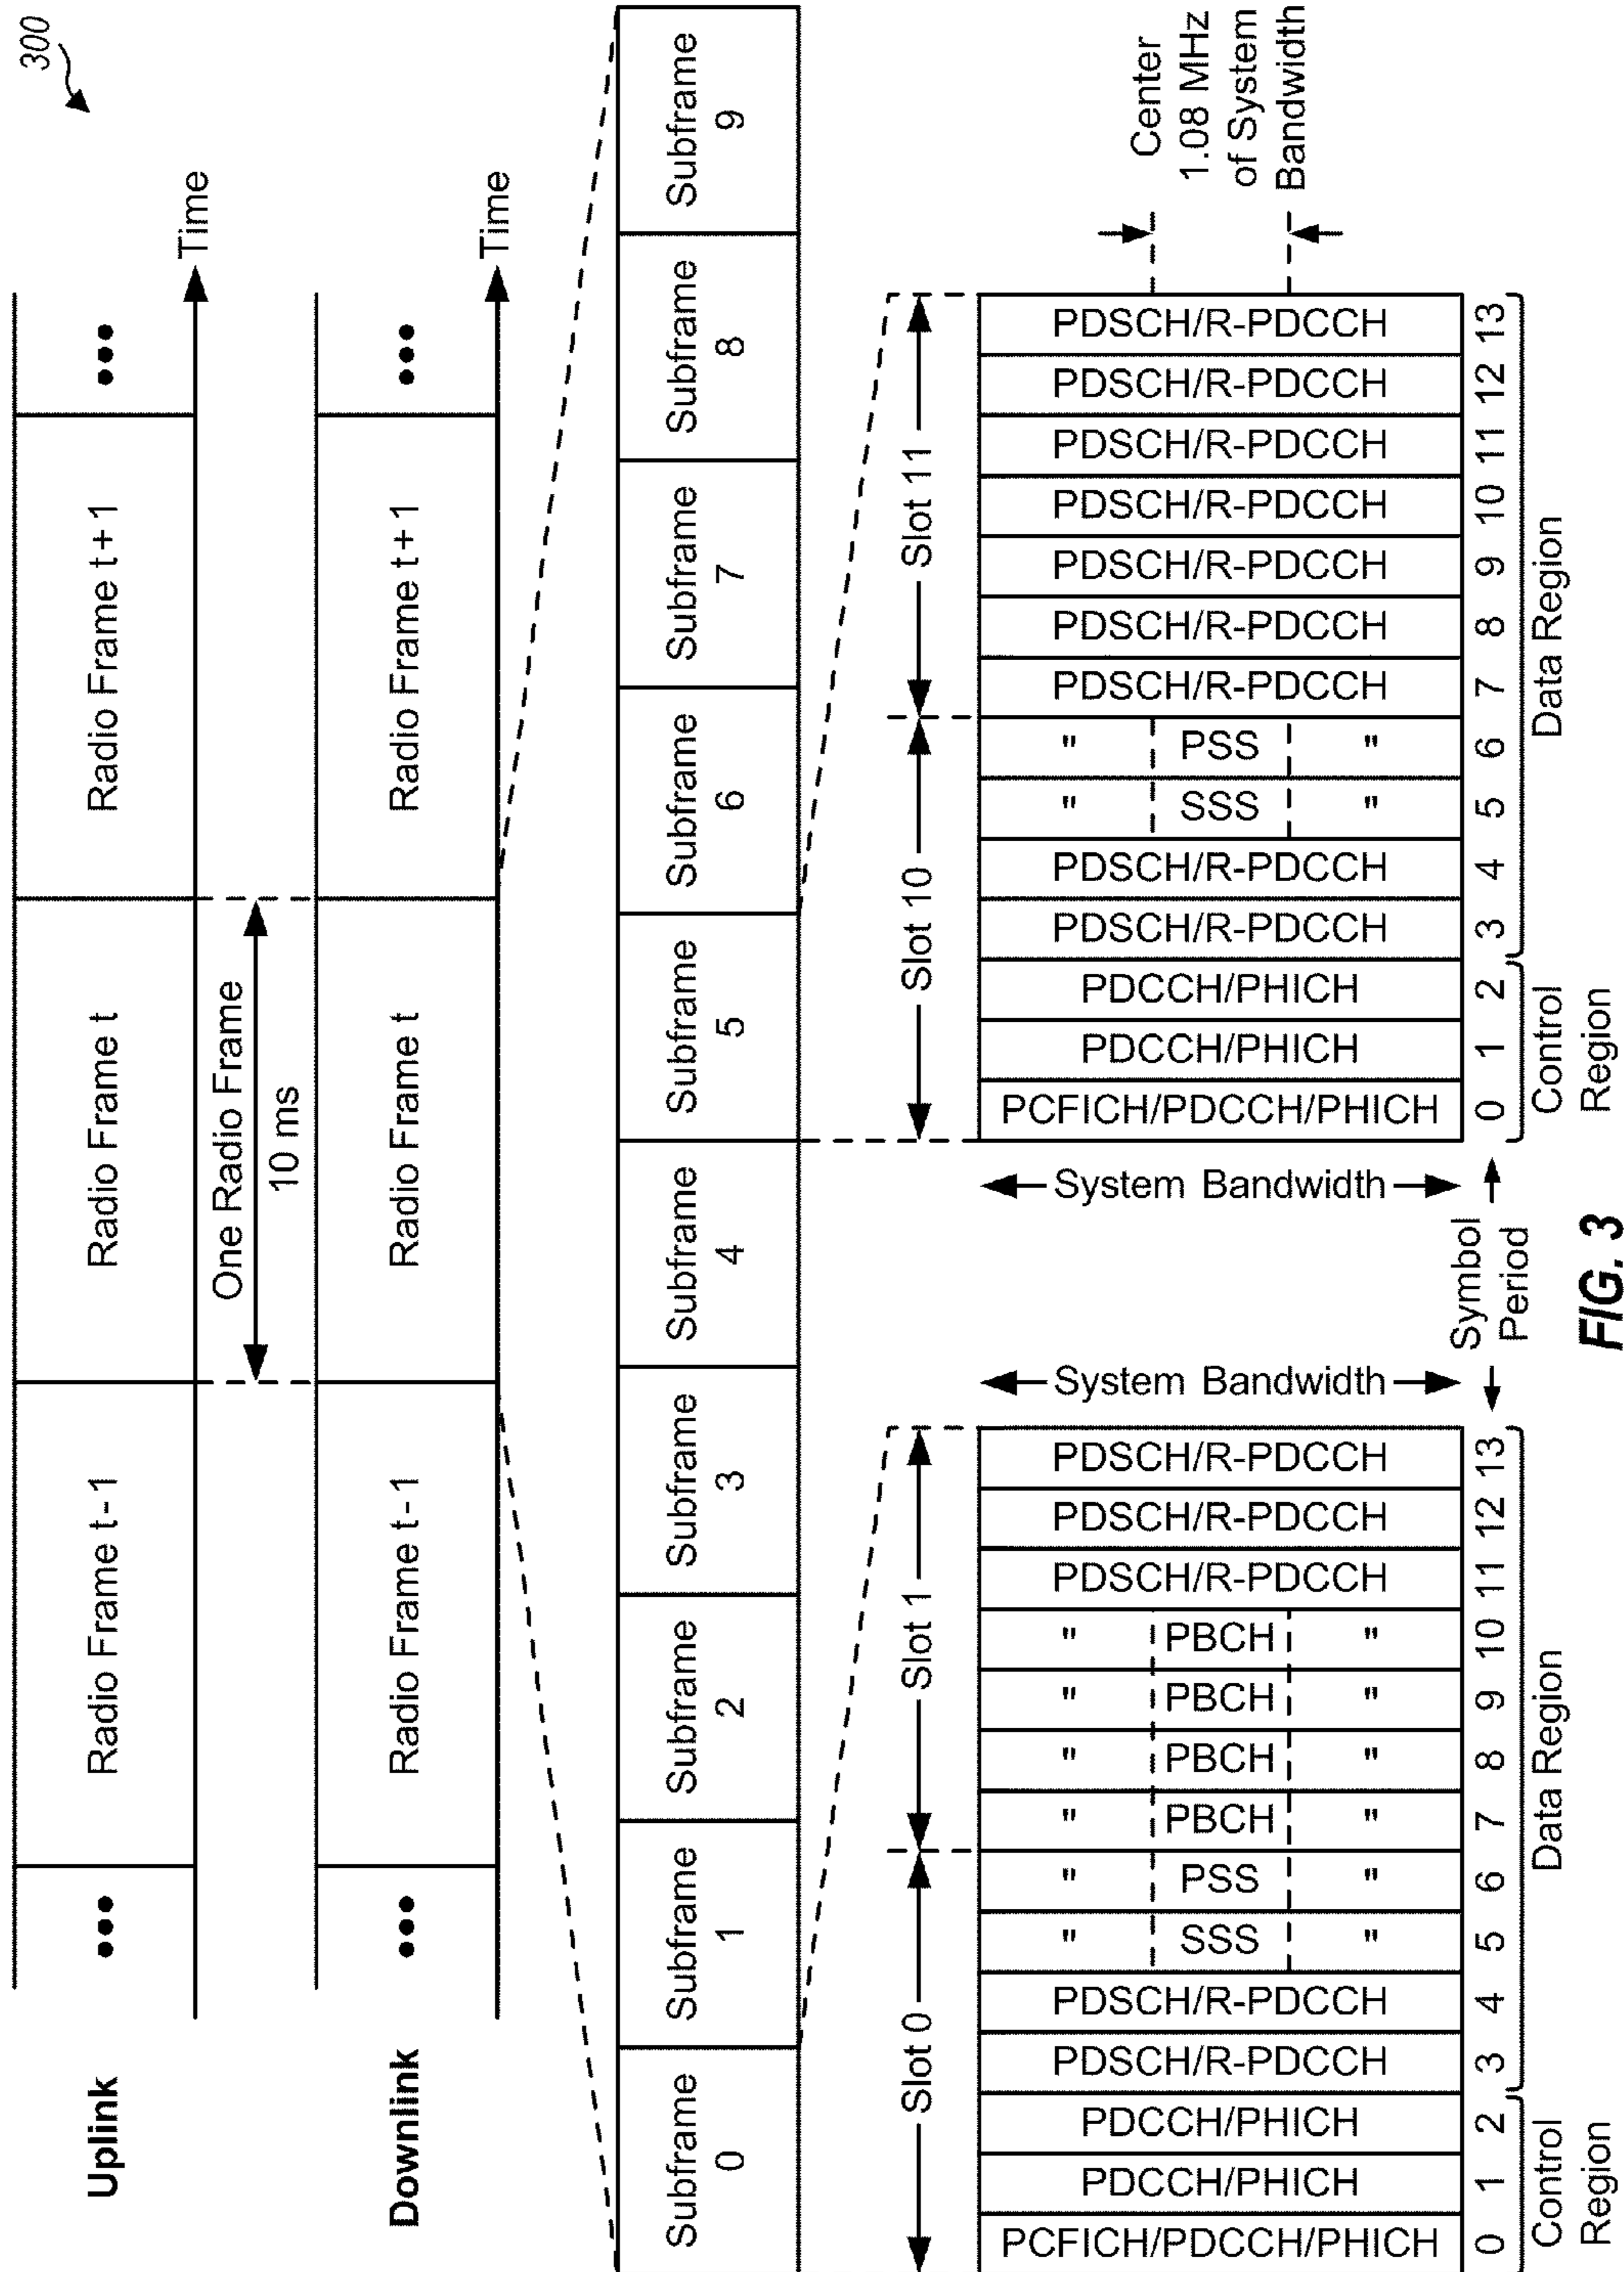 300
Uplink
•••
Radio Frame t-1
Radio Frame t
Radio Frame t+1
•••
Time
One Radio Frame
10 ms
Downlink
•••
Radio Frame t-1
Radio Frame t
Radio Frame t+1
•••
Time
Subframe
0
Subframe
1
Subframe
2
Subframe
3
Subframe
4
Subframe
5
Subframe
6
Subframe
7
Subframe
8
Subframe
9
Slot 0
Slot 1
PCFICH/PDCCH/PHICH
PDCCH/PHICH
PDCCH/PHICH
PDSCH/R-PDCCH
PDSCH/R-PDCCH
" SSS "
" PSS "
" PBCH "
" PBCH "
" PBCH "
" PBCH "
PDSCH/R-PDCCH
PDSCH/R-PDCCH
PDSCH/R-PDCCH
0 1 2 3 4 5 6 7 8 9 10 11 12 13
Control
Region
Data Region
System Bandwidth
Symbol
Period
System Bandwidth
Slot 10
Slot 11
PCFICH/PDCCH/PHICH
PDCCH/PHICH
PDCCH/PHICH
PDSCH/R-PDCCH
PDSCH/R-PDCCH
" SSS "
" PSS "
PDSCH/R-PDCCH
PDSCH/R-PDCCH
PDSCH/R-PDCCH
PDSCH/R-PDCCH
PDSCH/R-PDCCH
PDSCH/R-PDCCH
PDSCH/R-PDCCH
0 1 2 3 4 5 6 7 8 9 10 11 12 13
Control
Region
Data Region
Center
1.08 MHz
of System
Bandwidth
FIG. 3